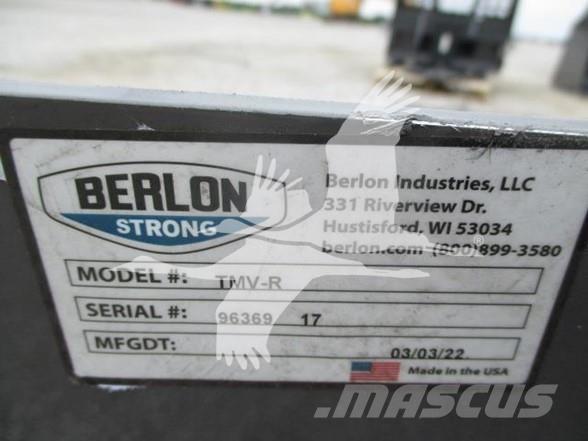 BERLON
STRONG
Berlon Industries, LLC
331 Riverview Dr.
Hustisford, WI 53034
berlon.com (800)899-3580
MODEL #: TMV-R
SERIAL #: 96369 17
MFGDT: 03/03/22
Made in the USA
®
MASCUS